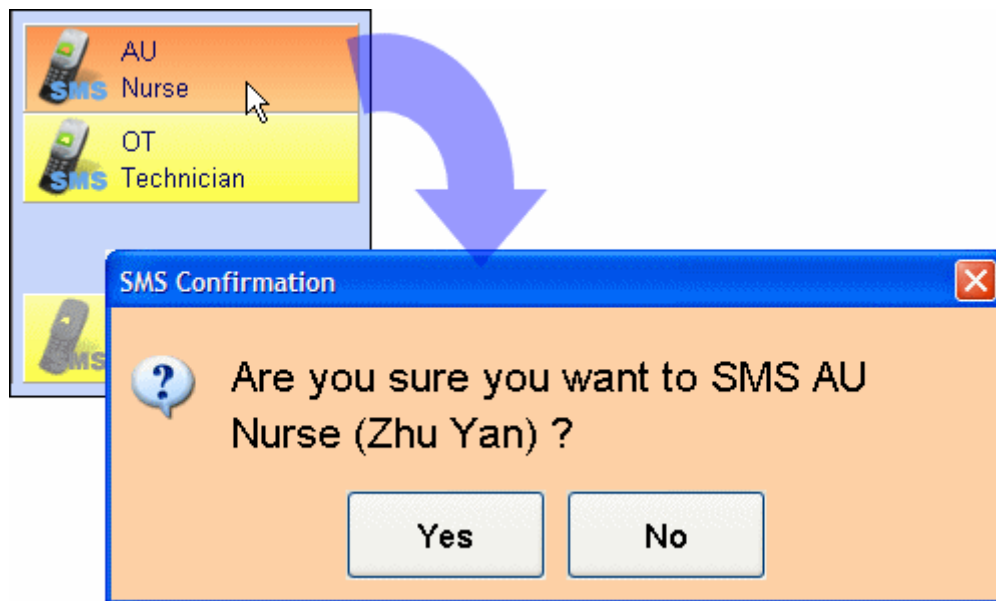 AU
SMS Nurse
OT
SMS Technician
SMS Confirmation
SMS
Are you sure you want to SMS AU
Nurse (Zhu Yan) ?
Yes No